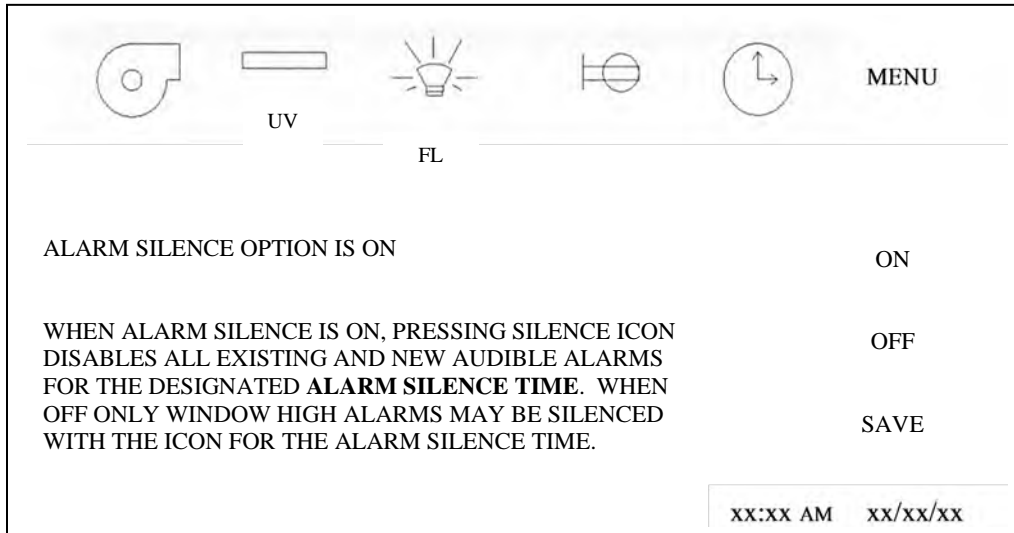 MENU
UV
FL
ALARM SILENCE OPTION IS ON
ON
WHEN ALARM SILENCE IS ON, PRESSING SILENCE ICON
DISABLES ALL EXISTING AND NEW AUDIBLE ALARMS
FOR THE DESIGNATED ALARM SILENCE TIME. WHEN
OFF ONLY WINDOW HIGH ALARMS MAY BE SILENCED
WITH THE ICON FOR THE ALARM SILENCE TIME.
OFF
SAVE
xx:xx AM xx/xx/xx